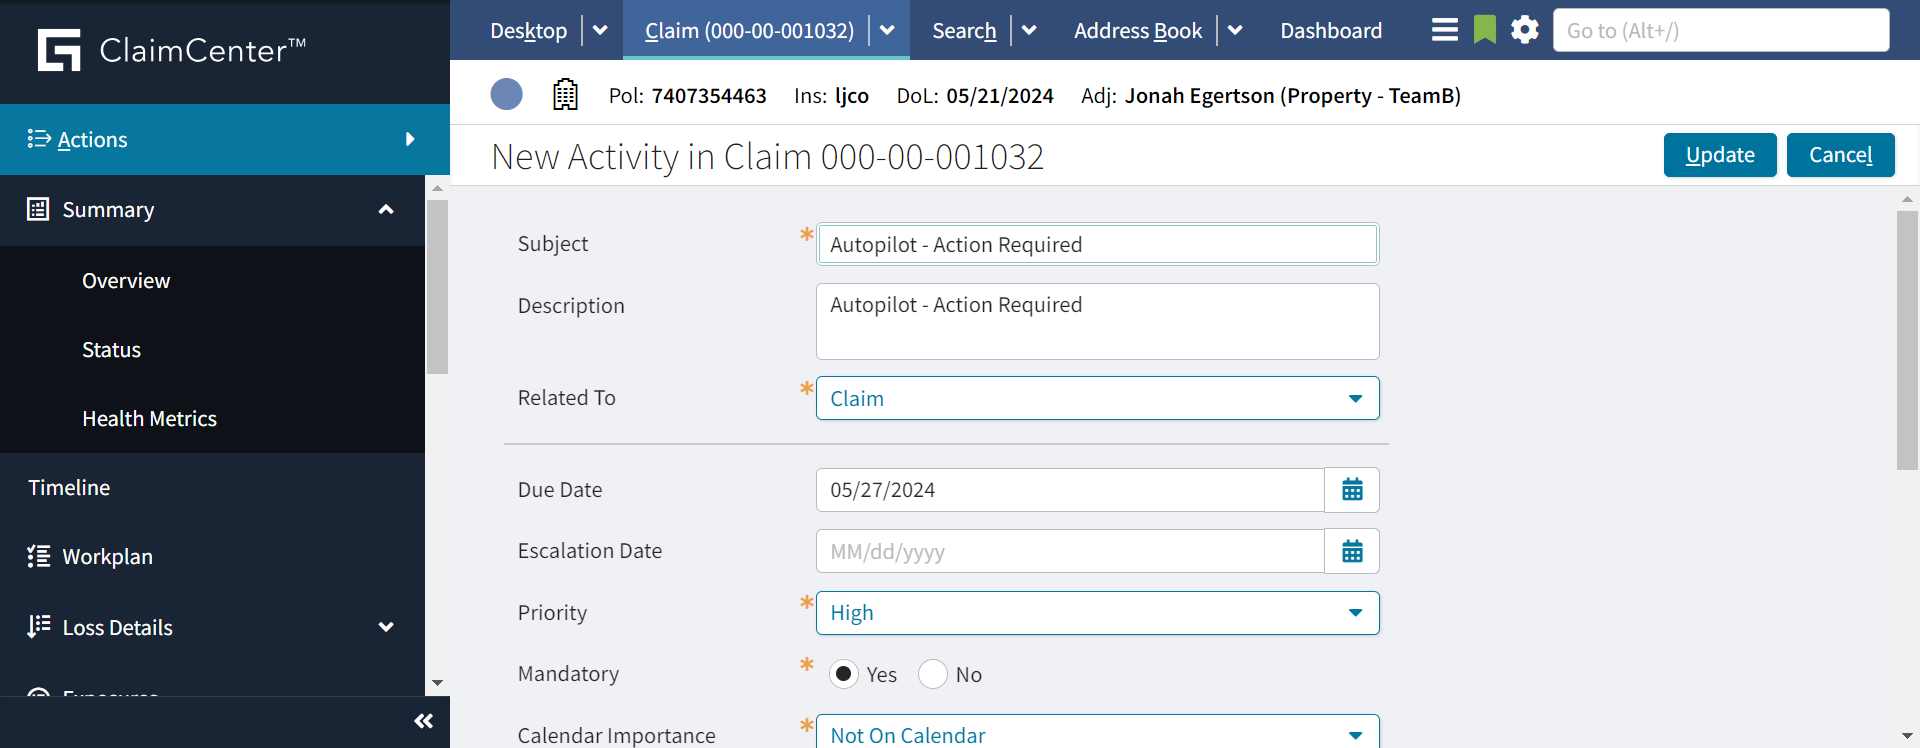 ClaimCenter™
Desktop
Claim (000-00-001032)
Search
Address Book
Dashboard
Go to (Alt+/)
Pol: 7407354463 Ins: ljco DoL: 05/21/2024 Adj: Jonah Egertson (Property - TeamB)
Actions
New Activity in Claim 000-00-001032
Update
Cancel
Summary
Overview
Status
Health Metrics
Timeline
Workplan
Loss Details
Exposures
Subject * Autopilot - Action Required
Description Autopilot - Action Required
Related To * Claim
Due Date 05/27/2024
Escalation Date MM/dd/yyyy
Priority * High
Mandatory * Yes No
Calendar Importance * Not On Calendar